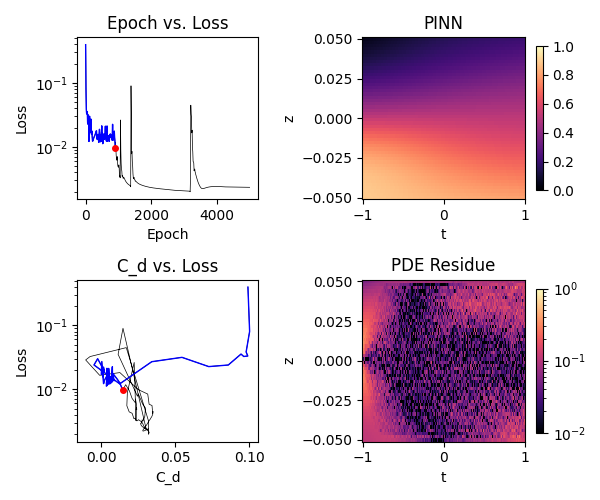 Epoch vs. Loss
Loss
10⁻¹
10⁻²
0 2000 4000
Epoch
PINN
z
0.050
0.025
0.000
−0.025
−0.050
−1 0 1
t
1.0
0.8
0.6
0.4
0.2
0.0
C_d vs. Loss
Loss
10⁻¹
10⁻²
0.00 0.05 0.10
C_d
PDE Residue
z
0.050
0.025
0.000
−0.025
−0.050
−1 0 1
t
10⁰
10⁻¹
10⁻²